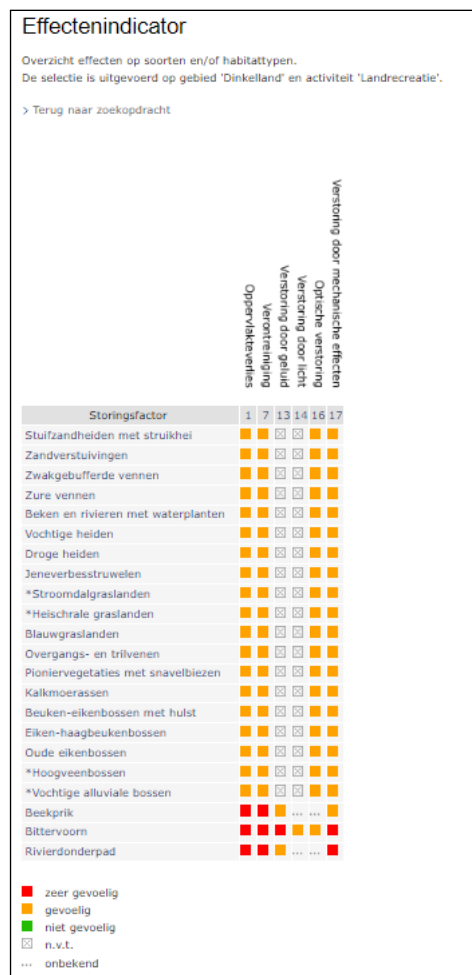 Effectenindicator
Overzicht effecten op soorten en/of habitattypen.
De selectie is uitgevoerd op gebied 'Dinkelland' en activiteit 'Landrecreatie'.
> Terug naar zoekopdracht
Oppervlakteverlies
Verontreiniging
Verstoring door geluid
Verstoring door licht
Optische verstoring
Verstoring door mechanische effecten
Storingsfactor 1 7 13 14 16 17
Stuifzandheiden met struikhei
Zandverstuivingen
Zwakgebufferde vennen
Zure vennen
Beken en rivieren met waterplanten
Vochtige heiden
Droge heiden
Jeneverbesstruwelen
*Stroomdalgraslanden
*Heischrale graslanden
Blauwgraslanden
Overgangs- en trilvenen
Pioniervegetaties met snavelbiezen
Kalkmoerassen
Beuken-eikenbossen met hulst
Eiken-haagbeukenbossen
Oude eikenbossen
*Hoogveenbossen
*Vochtige alluviale bossen
Beekprik ... ...
Bittervoorn
Rivierdonderpad ... ...
zeer gevoelig
gevoelig
niet gevoelig
n.v.t.
... onbekend